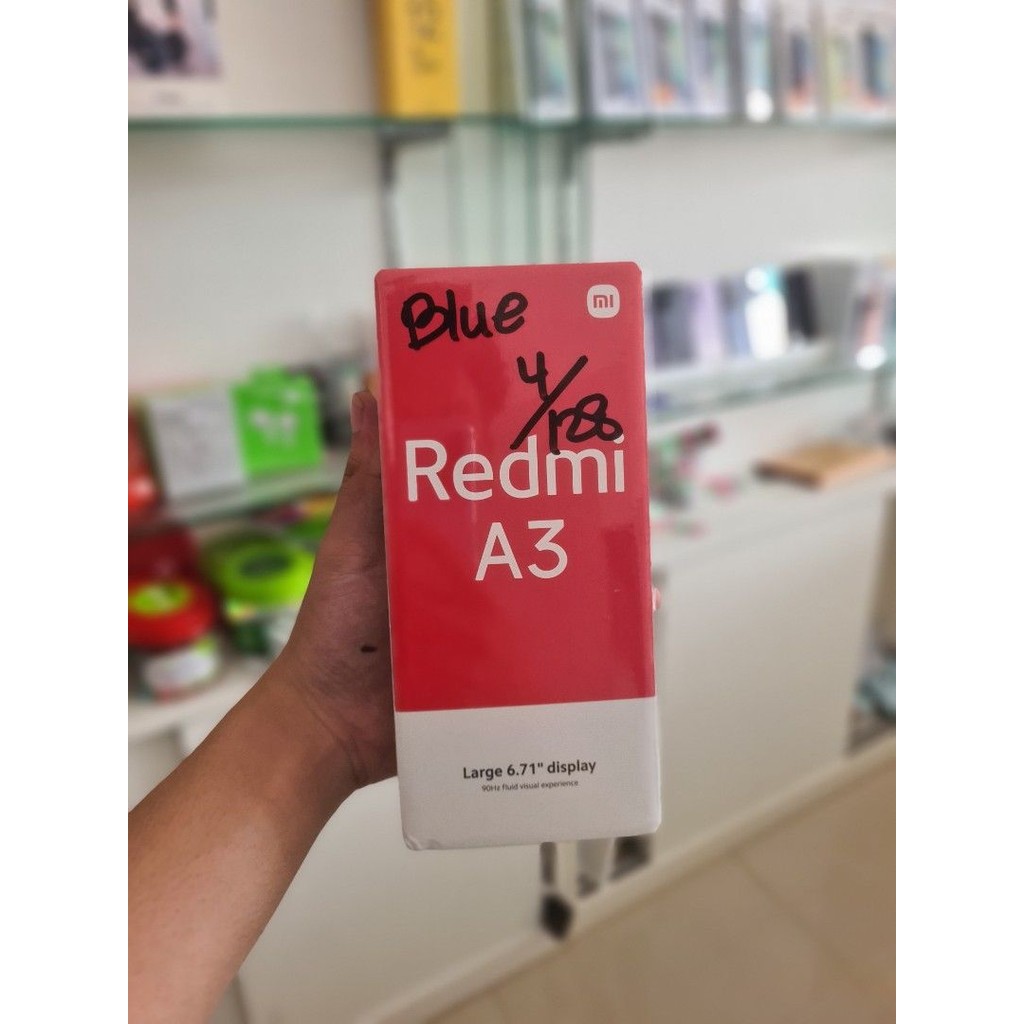 Blue
mi
4/128
Redmi
A3
Large 6.71" display
90Hz fluid visual experience